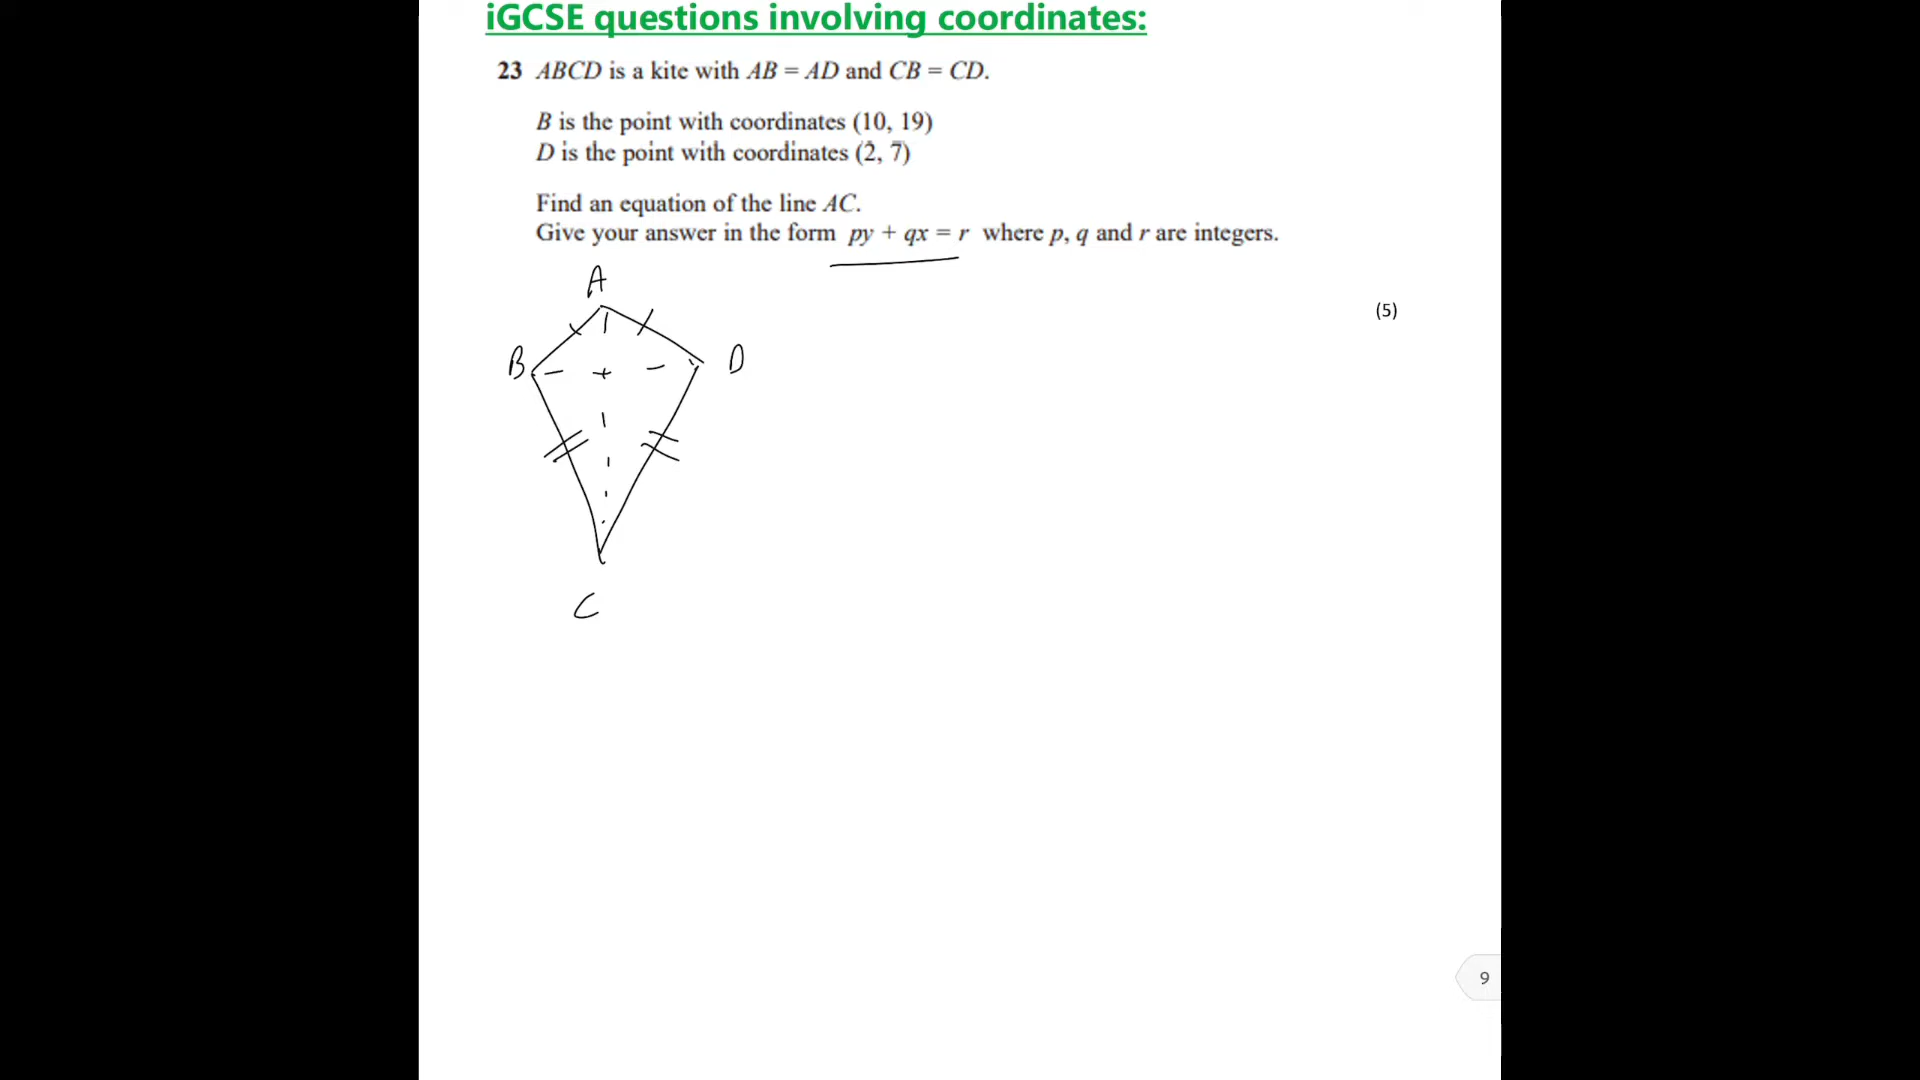 iGCSE questions involving coordinates:
23 ABCD is a kite with AB = AD and CB = CD.
B is the point with coordinates (10, 19)
D is the point with coordinates (2, 7)
Find an equation of the line AC.
Give your answer in the form py + qx = r where p, q and r are integers.
(5)
A
B
D
C
9